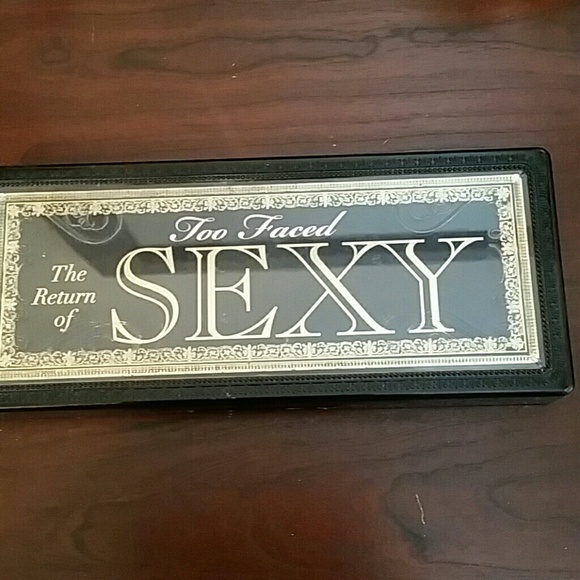 Too Faced
The
Return
of
SEXY